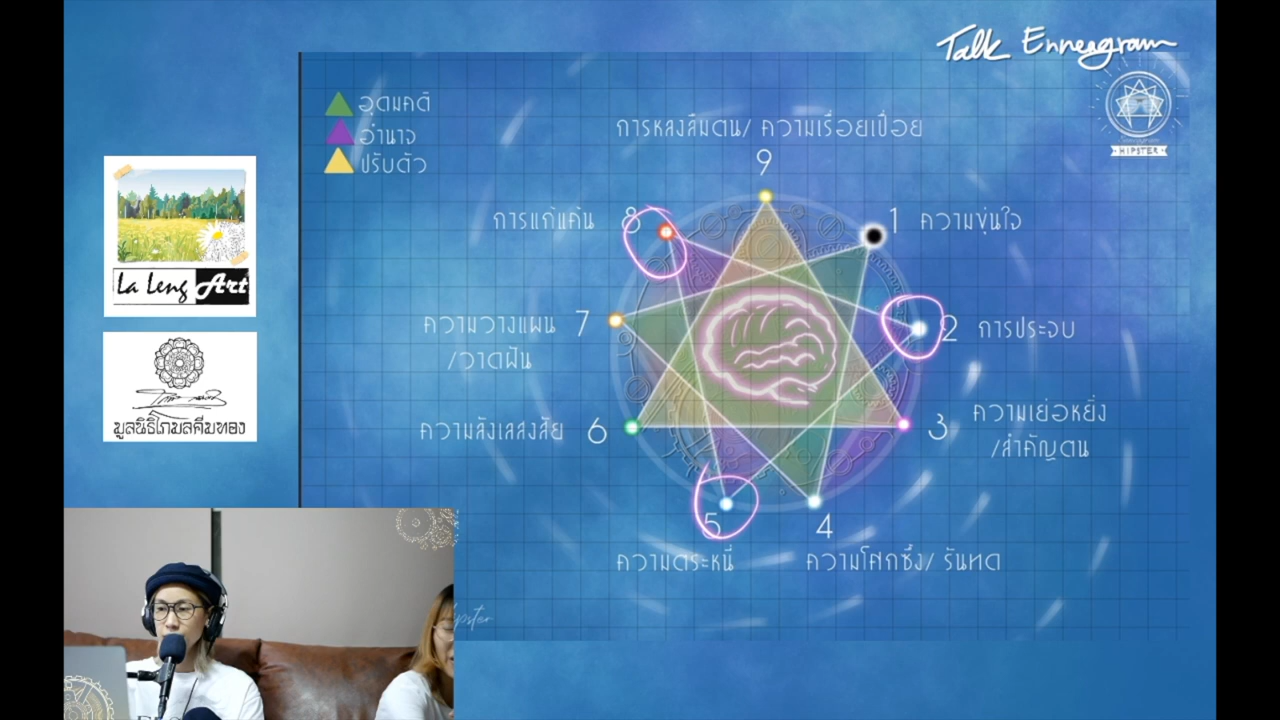 Talk Enneagram
HIPSTER
อุดมคติ
อำนาจ
ปรับตัว
การหลงลืมตน/ ความเรื่อยเปื่อย
9
การแก้แค้น 8
1 ความขุ่นใจ
ความวางแผน 7
/วาดฝัน
2 การประจบ
ความลังเลสงสัย 6
3 ความเย่อหยิ่ง
/สำคัญตน
5
ความตระหนี่
4
ความโศกซึ้ง/ รันทด
La Leng Art
มูลนิธิโกมลคีมทอง